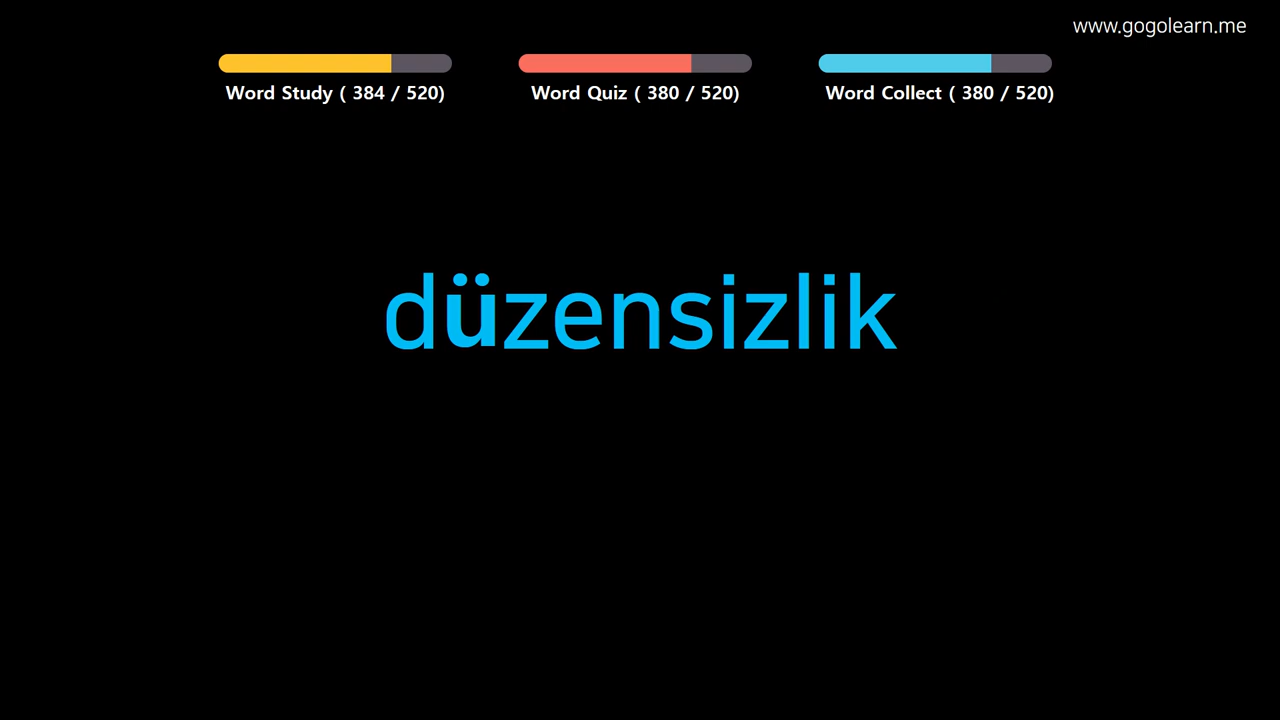 www.gogolearn.me
Word Study ( 384 / 520)
Word Quiz ( 380 / 520)
Word Collect ( 380 / 520)
düzensizlik